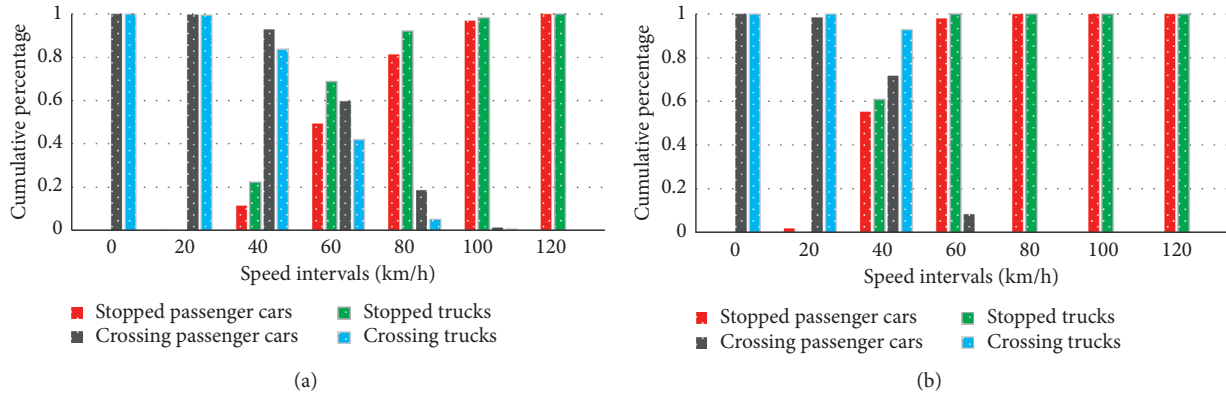 Cumulative percentage
1
0.8
0.6
0.4
0.2
0
0 20 40 60 80 100 120
Speed intervals (km/h)
Stopped passenger cars
Crossing passenger cars
Stopped trucks
Crossing trucks
(a)
Cumulative percentage
1
0.8
0.6
0.4
0.2
0
0 20 40 60 80 100 120
Speed intervals (km/h)
Stopped passenger cars
Crossing passenger cars
Stopped trucks
Crossing trucks
(b)